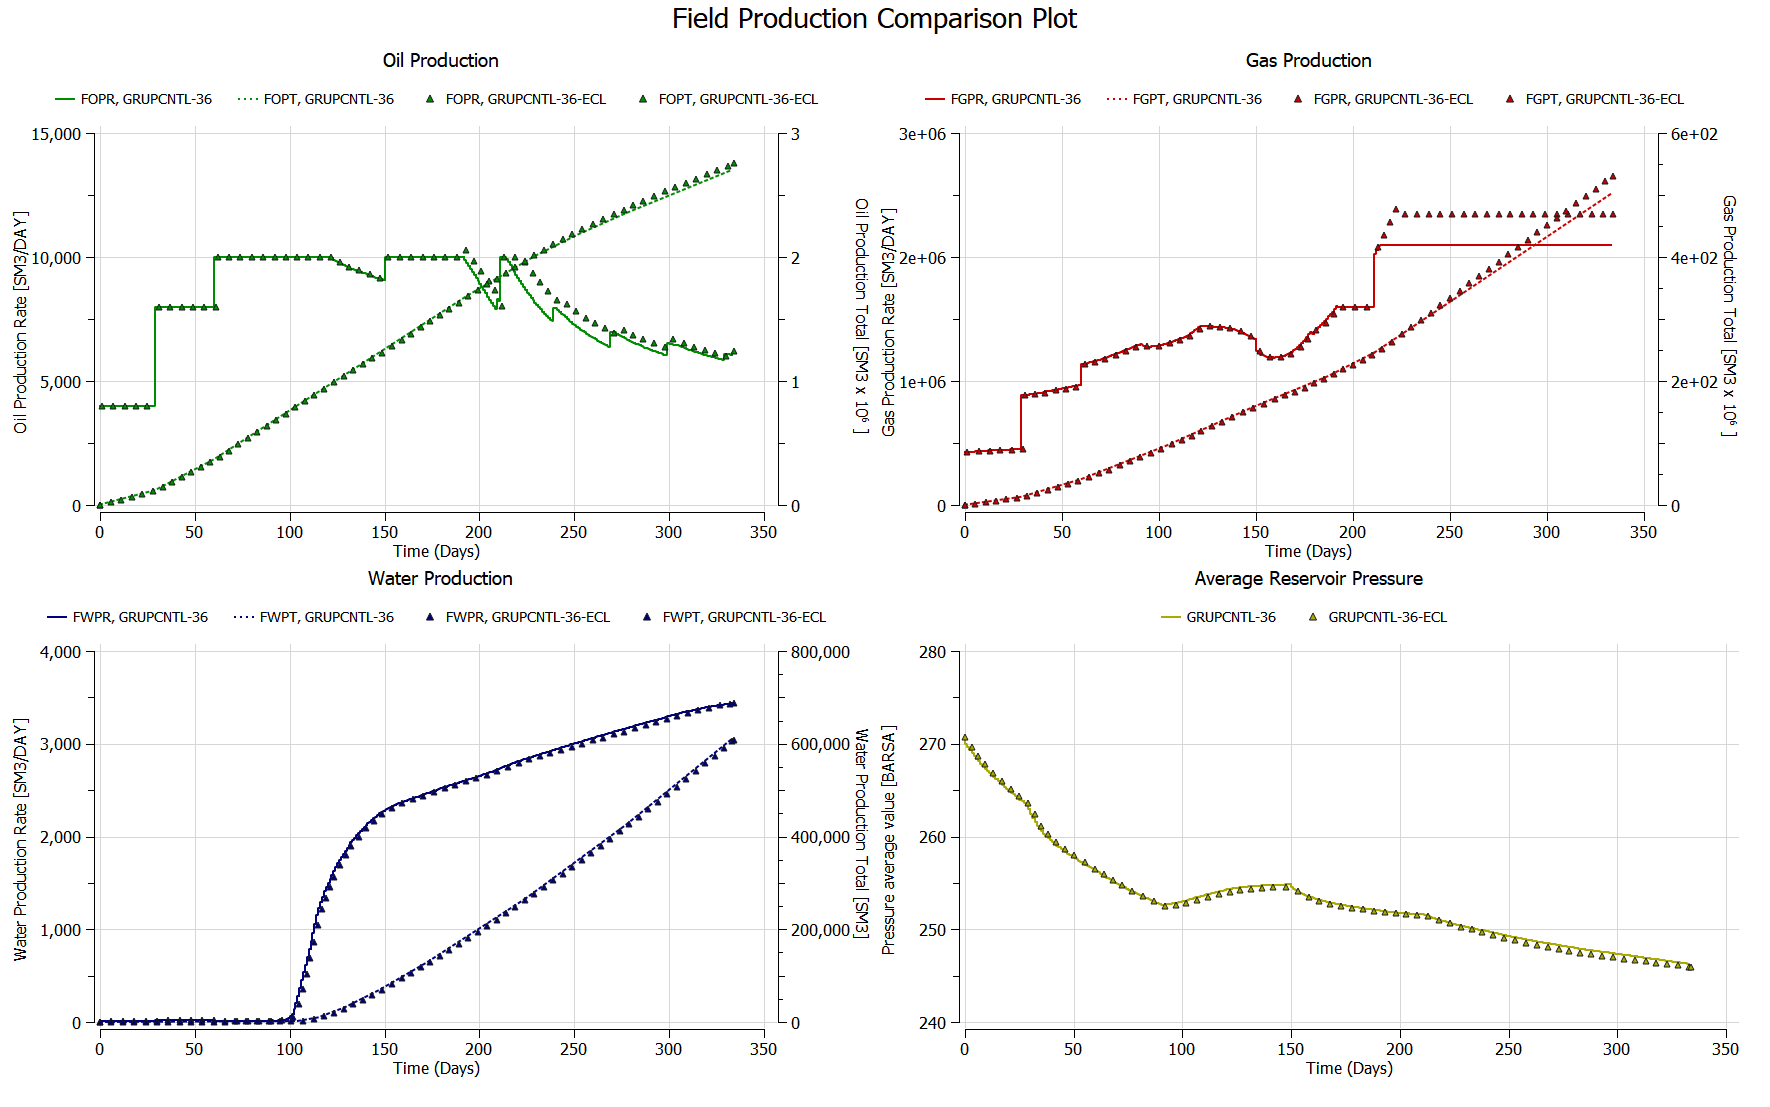 Field Production Comparison Plot
Oil Production
FOPR, GRUPCNTL-36 FOPT, GRUPCNTL-36 FOPR, GRUPCNTL-36-ECL FOPT, GRUPCNTL-36-ECL
15,000
10,000
5,000
0
3
2
1
0
Oil Production Rate [SM3/DAY]
Oil Production Total [SM3 x 10⁶ ]
0 50 100 150 200 250 300 350
Time (Days)
Gas Production
FGPR, GRUPCNTL-36 FGPT, GRUPCNTL-36 FGPR, GRUPCNTL-36-ECL FGPT, GRUPCNTL-36-ECL
3e+06
2e+06
1e+06
0
6e+02
4e+02
2e+02
0
Gas Production Rate [SM3/DAY]
Gas Production Total [SM3 x 10⁶ ]
0 50 100 150 200 250 300 350
Time (Days)
Water Production
FWPR, GRUPCNTL-36 FWPT, GRUPCNTL-36 FWPR, GRUPCNTL-36-ECL FWPT, GRUPCNTL-36-ECL
4,000
3,000
2,000
1,000
0
800,000
600,000
400,000
200,000
0
Water Production Rate [SM3/DAY]
Water Production Total [SM3]
0 50 100 150 200 250 300 350
Time (Days)
Average Reservoir Pressure
GRUPCNTL-36 GRUPCNTL-36-ECL
280
270
260
250
240
Pressure average value [BARSA]
0 50 100 150 200 250 300 350
Time (Days)